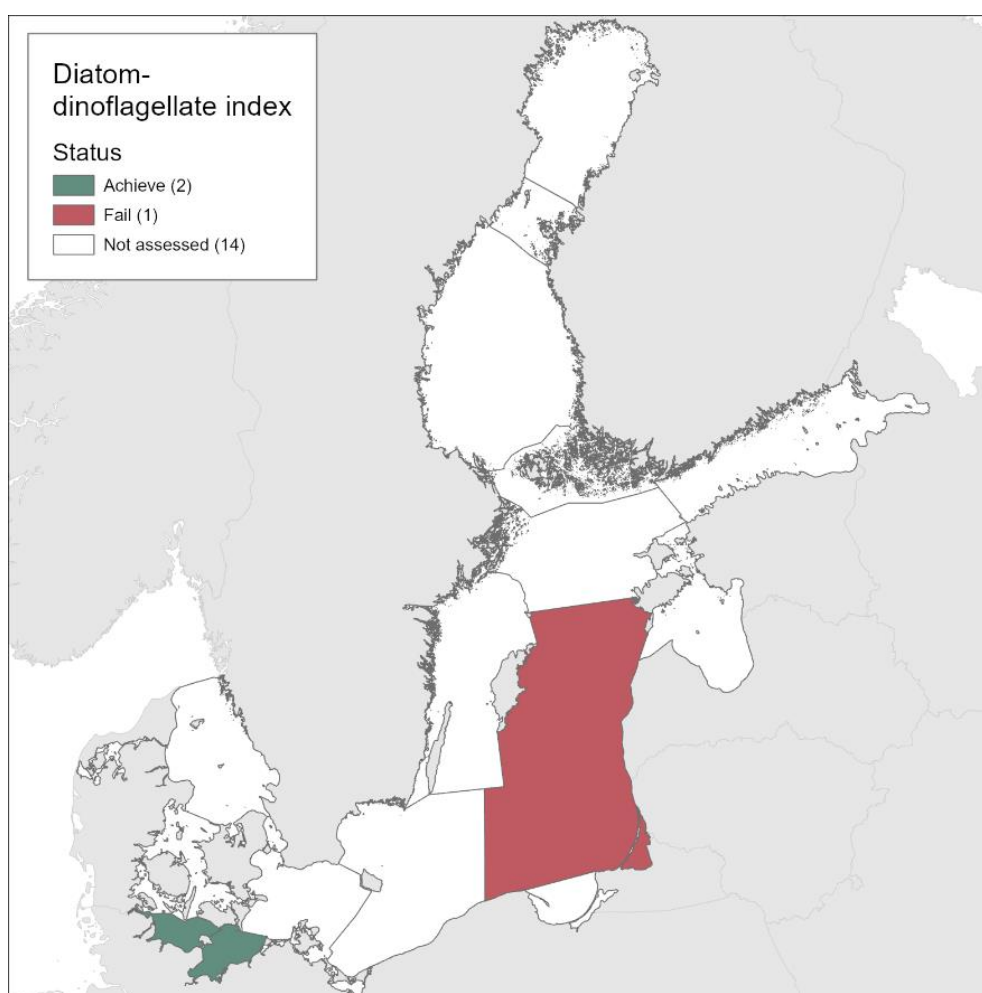 Diatom-
dinoflagellate index
Status
Achieve (2)
Fail (1)
Not assessed (14)